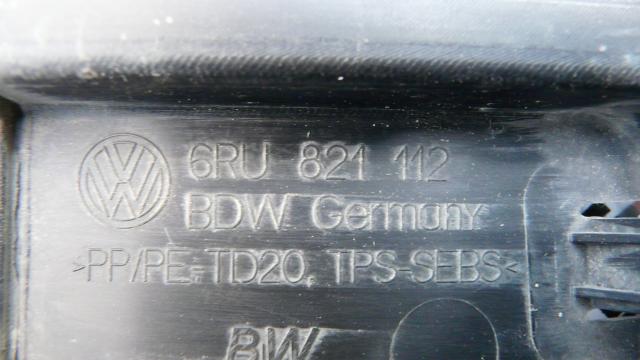 6RU 821 112
BDW Germany
>PP/PE-TD20, TPS-SEBS<
BW